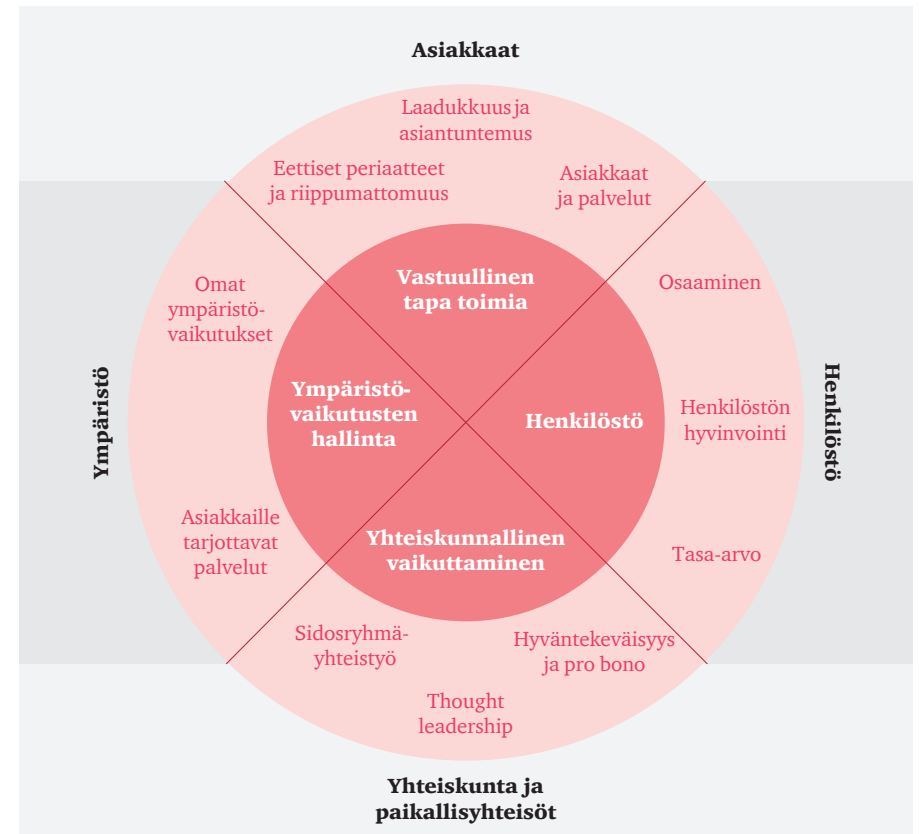 Asiakkaat
Laadukkuus ja
asiantuntemus
Eettiset periaatteet
ja riippumattomuus
Asiakkaat
ja palvelut
Vastuullinen
tapa toimia
Omat
ympäristö-
vaikutukset
Osaaminen
Ympäristö
Ympäristö-
vaikutusten
hallinta
Henkilöstö
Henkilöstön
hyvinvointi
Henkilöstö
Asiakkaille
tarjottavat
palvelut
Yhteiskunnallinen
vaikuttaminen
Tasa-arvo
Sidosryhmä-
yhteistyö
Hyväntekeväisyys
ja pro bono
Thought
leadership
Yhteiskunta ja
paikallisyhteisöt